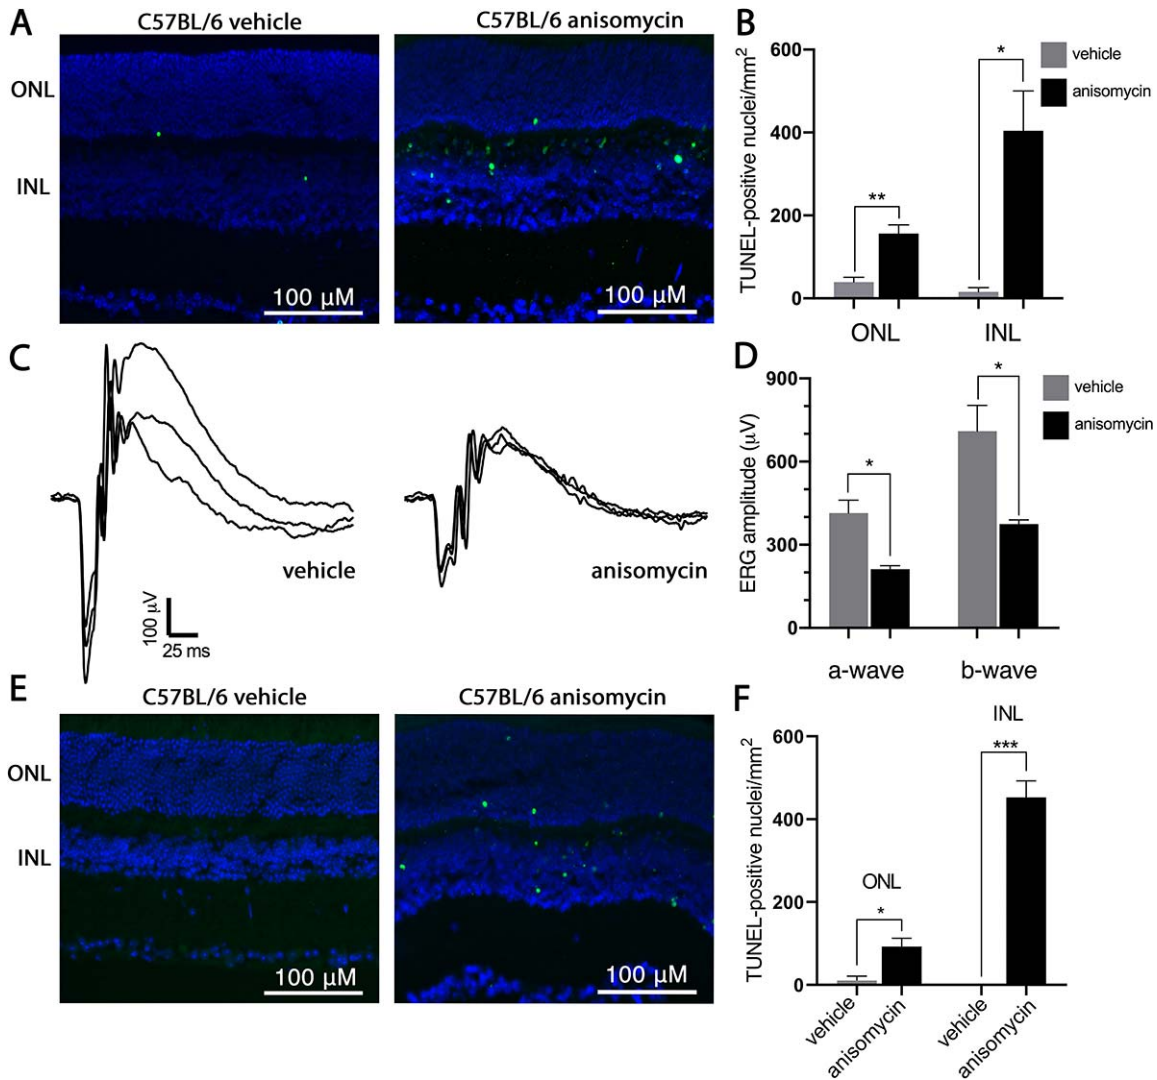 A
C57BL/6 vehicle
C57BL/6 anisomycin
ONL
INL
100 µM
100 µM
B
TUNEL-positive nuclei/mm²
600
400
200
0
**
*
vehicle
anisomycin
ONL
INL
C
vehicle
anisomycin
100 µV
25 ms
D
ERG amplitude (µV)
900
600
300
0
*
*
vehicle
anisomycin
a-wave
b-wave
E
C57BL/6 vehicle
C57BL/6 anisomycin
ONL
INL
100 µM
100 µM
F
TUNEL-positive nuclei/mm²
600
400
200
0
ONL
*
INL
***
vehicle
anisomycin
vehicle
anisomycin